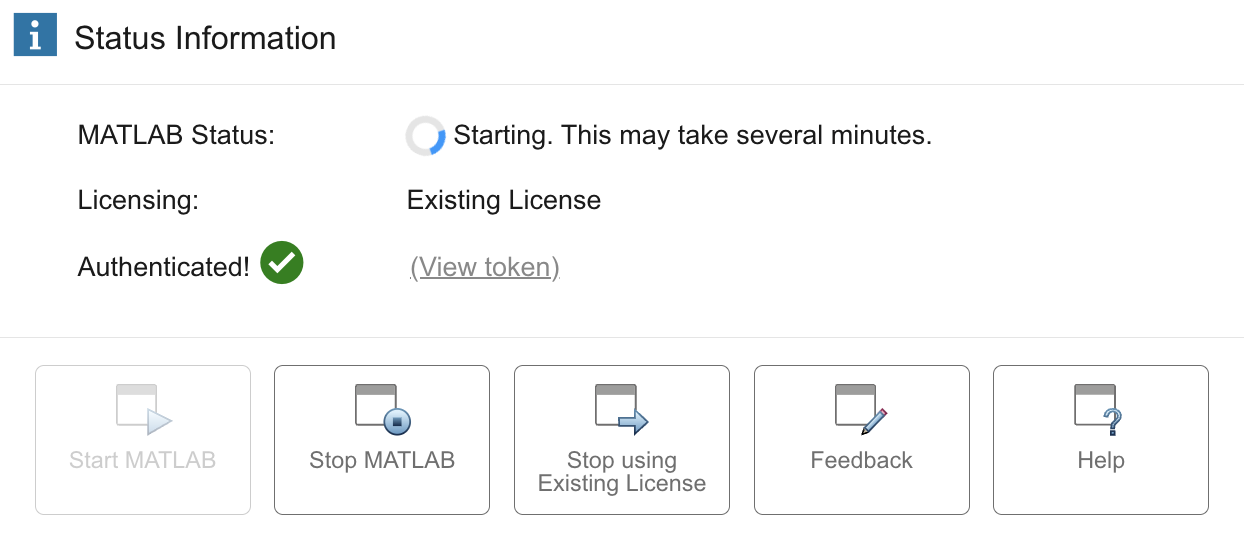 Status Information
MATLAB Status: Starting. This may take several minutes.
Licensing: Existing License
Authenticated! (View token)
Start MATLAB
Stop MATLAB
Stop using
Existing License
Feedback
Help